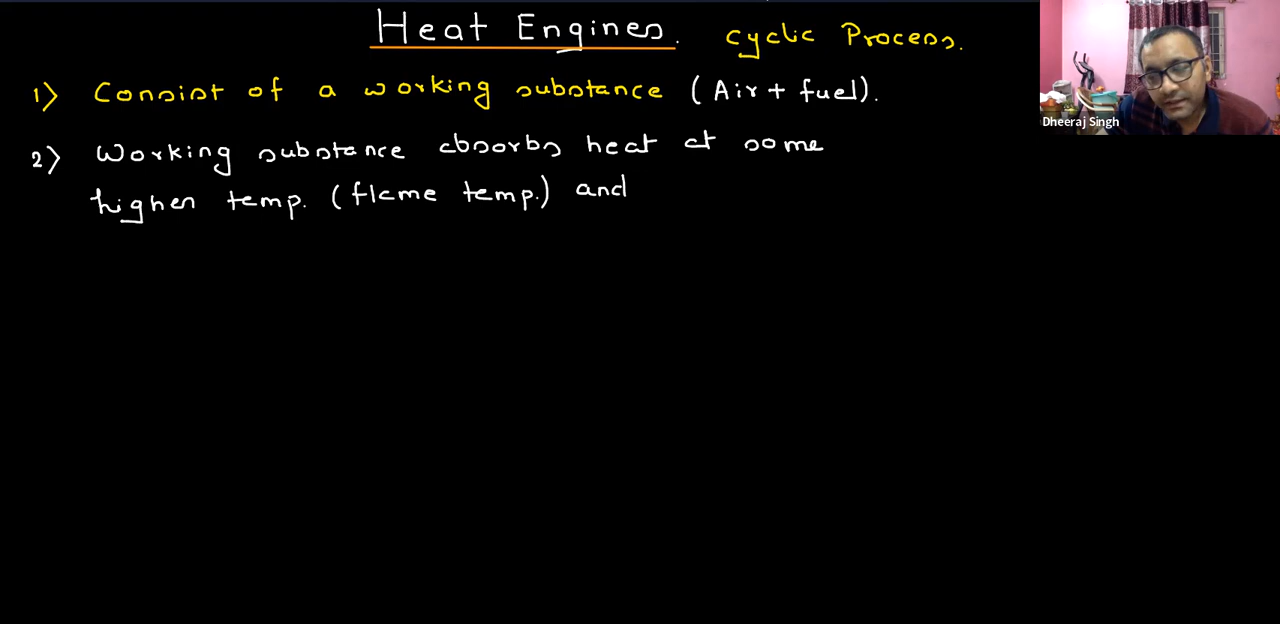 Heat Engines. Cyclic Process.
1) Consist of a working substance (Air + fuel).
2) Working substance absorbs heat at some
higher temp. (flame temp.) and
Dheeraj Singh